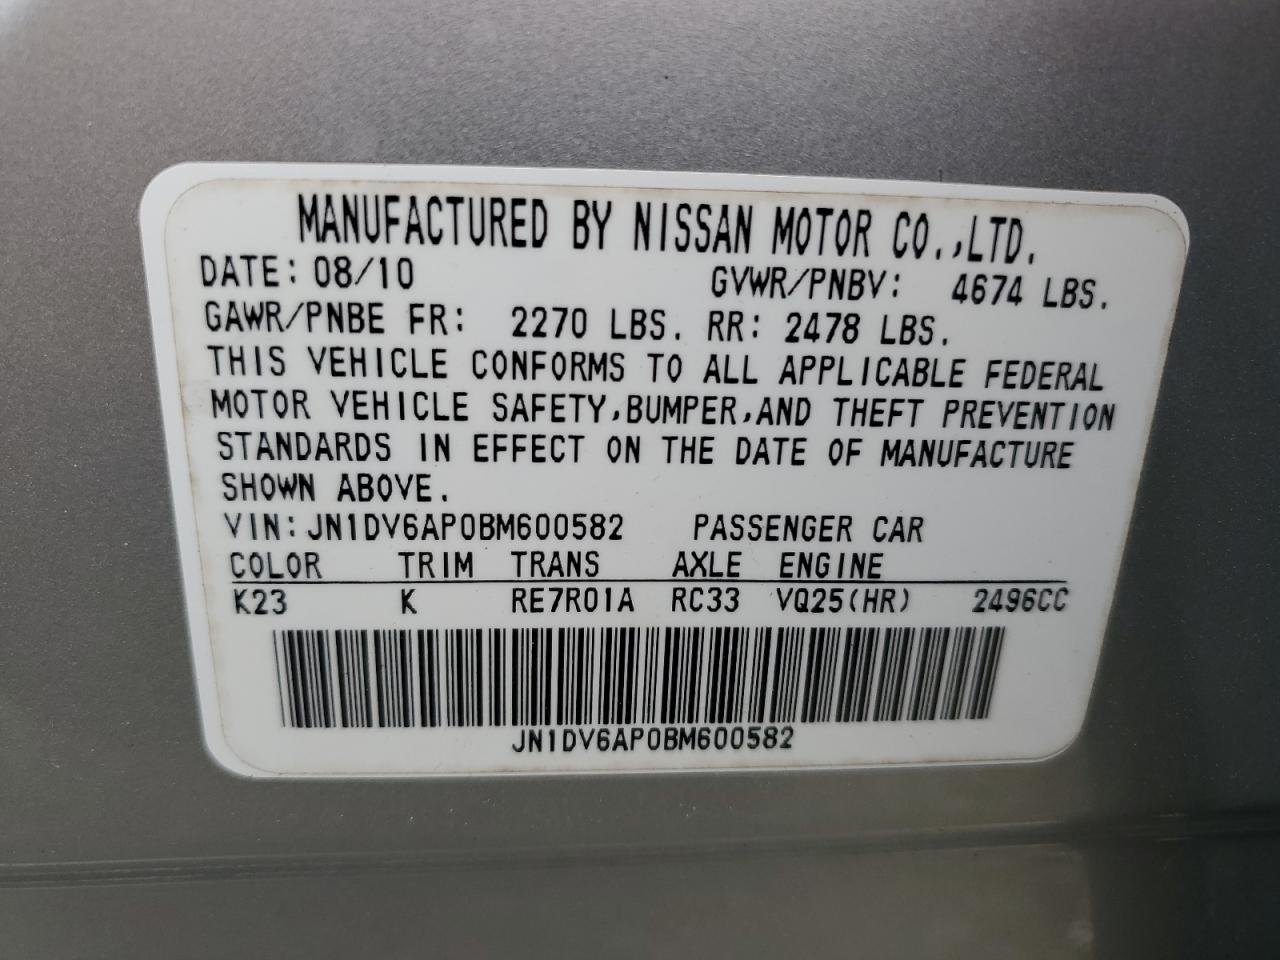 MANUFACTURED BY NISSAN MOTOR CO.,LTD.
DATE: 08/10 GVWR/PNBV: 4674 LBS.
GAWR/PNBE FR: 2270 LBS. RR: 2478 LBS.
THIS VEHICLE CONFORMS TO ALL APPLICABLE FEDERAL
MOTOR VEHICLE SAFETY,BUMPER,AND THEFT PREVENTION
STANDARDS IN EFFECT ON THE DATE OF MANUFACTURE
SHOWN ABOVE.
VIN: JN1DV6AP0BM600582 PASSENGER CAR
COLOR TRIM TRANS AXLE ENGINE
K23 K RE7R01A RC33 VQ25(HR) 2496CC
JN1DV6AP0BM600582